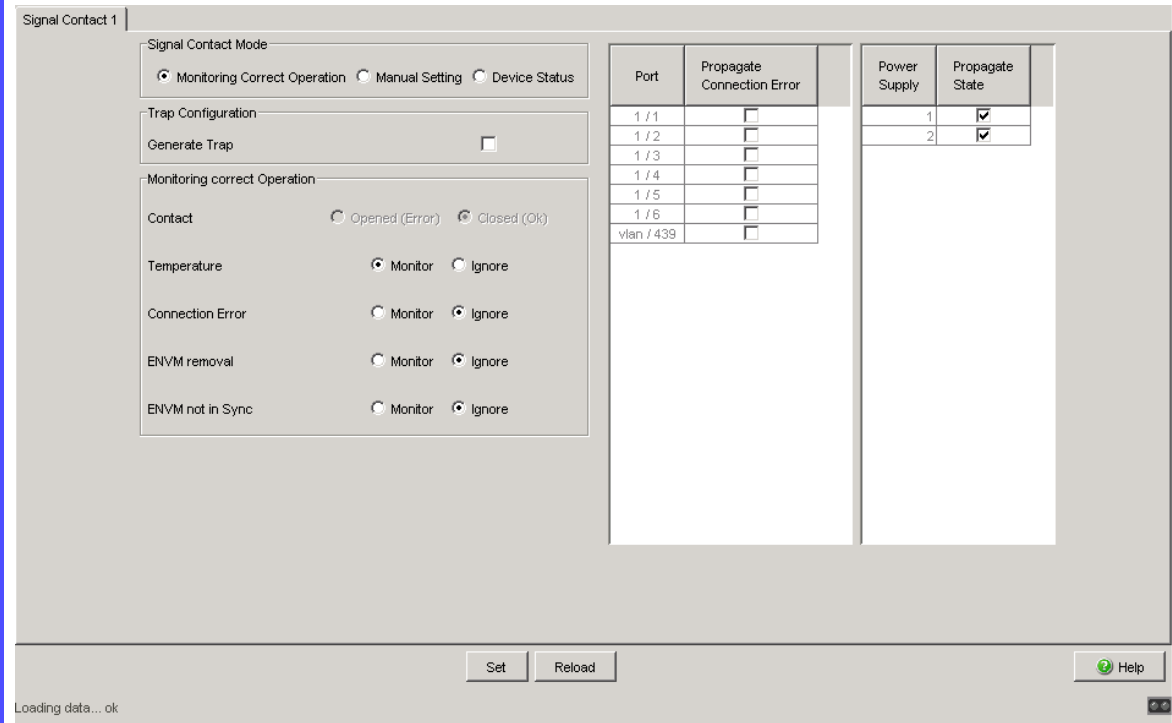 Signal Contact 1
Signal Contact Mode
Monitoring Correct Operation Manual Setting Device Status
Trap Configuration
Generate Trap
Monitoring correct Operation
Contact Opened (Error) Closed (Ok)
Temperature Monitor Ignore
Connection Error Monitor Ignore
ENVM removal Monitor Ignore
ENVM not in Sync Monitor Ignore
Port Propagate Connection Error
1 / 1
1 / 2
1 / 3
1 / 4
1 / 5
1 / 6
vlan / 439
Power Supply Propagate State
1
2
Set Reload Help
Loading data... ok